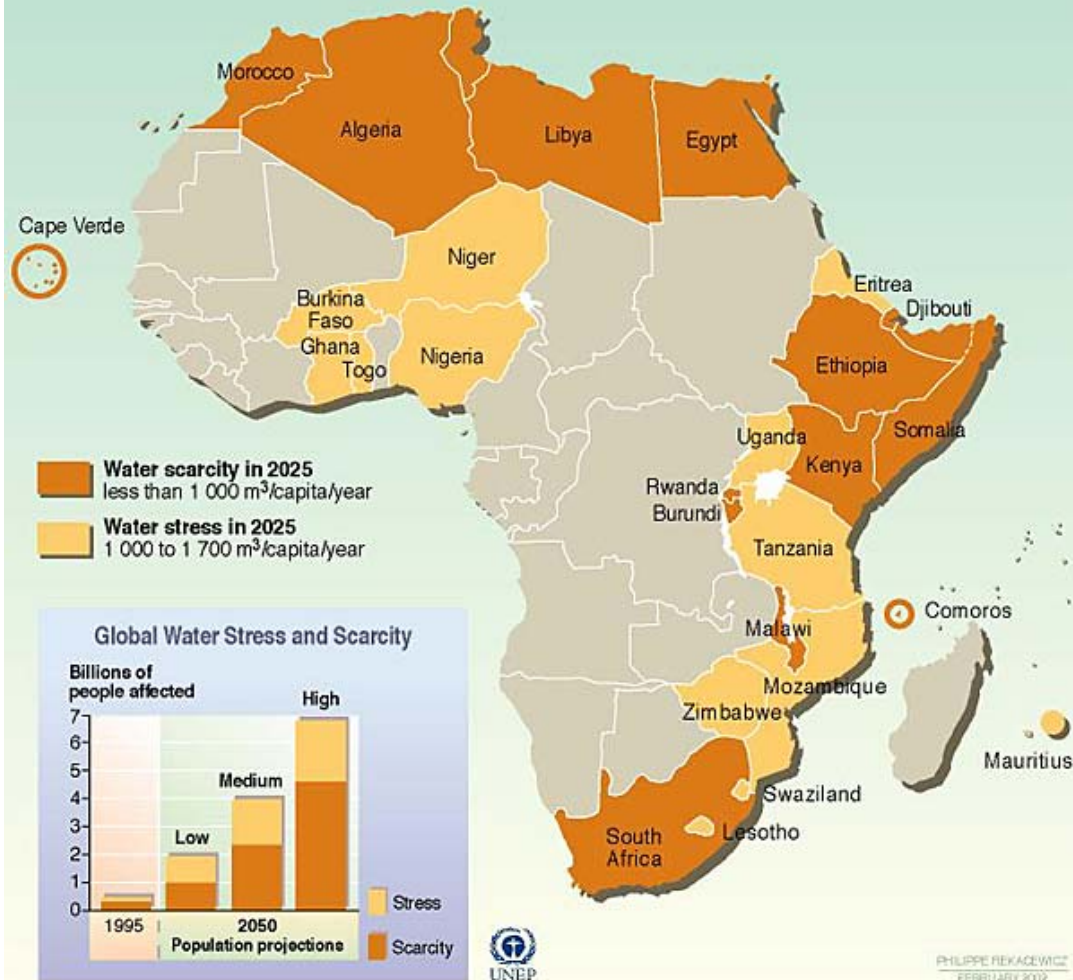 Morocco
Algeria
Libya
Egypt
Cape Verde
Niger
Burkina
Faso
Ghana
Togo
Nigeria
Eritrea
Djibouti
Ethiopia
Somalia
Uganda
Kenya
Rwanda
Burundi
Tanzania
Comoros
Malawi
Mozambique
Zimbabwe
Mauritius
Swaziland
Lesotho
South
Africa
Water scarcity in 2025
less than 1 000 m³/capita/year
Water stress in 2025
1 000 to 1 700 m³/capita/year
Global Water Stress and Scarcity
Billions of
people affected
7
6
5
4
3
2
1
0
Low
Medium
High
1995
2050
Population projections
Stress
Scarcity
UNEP
PHILIPPE REKACEWICZ
FEBRUARY 2002